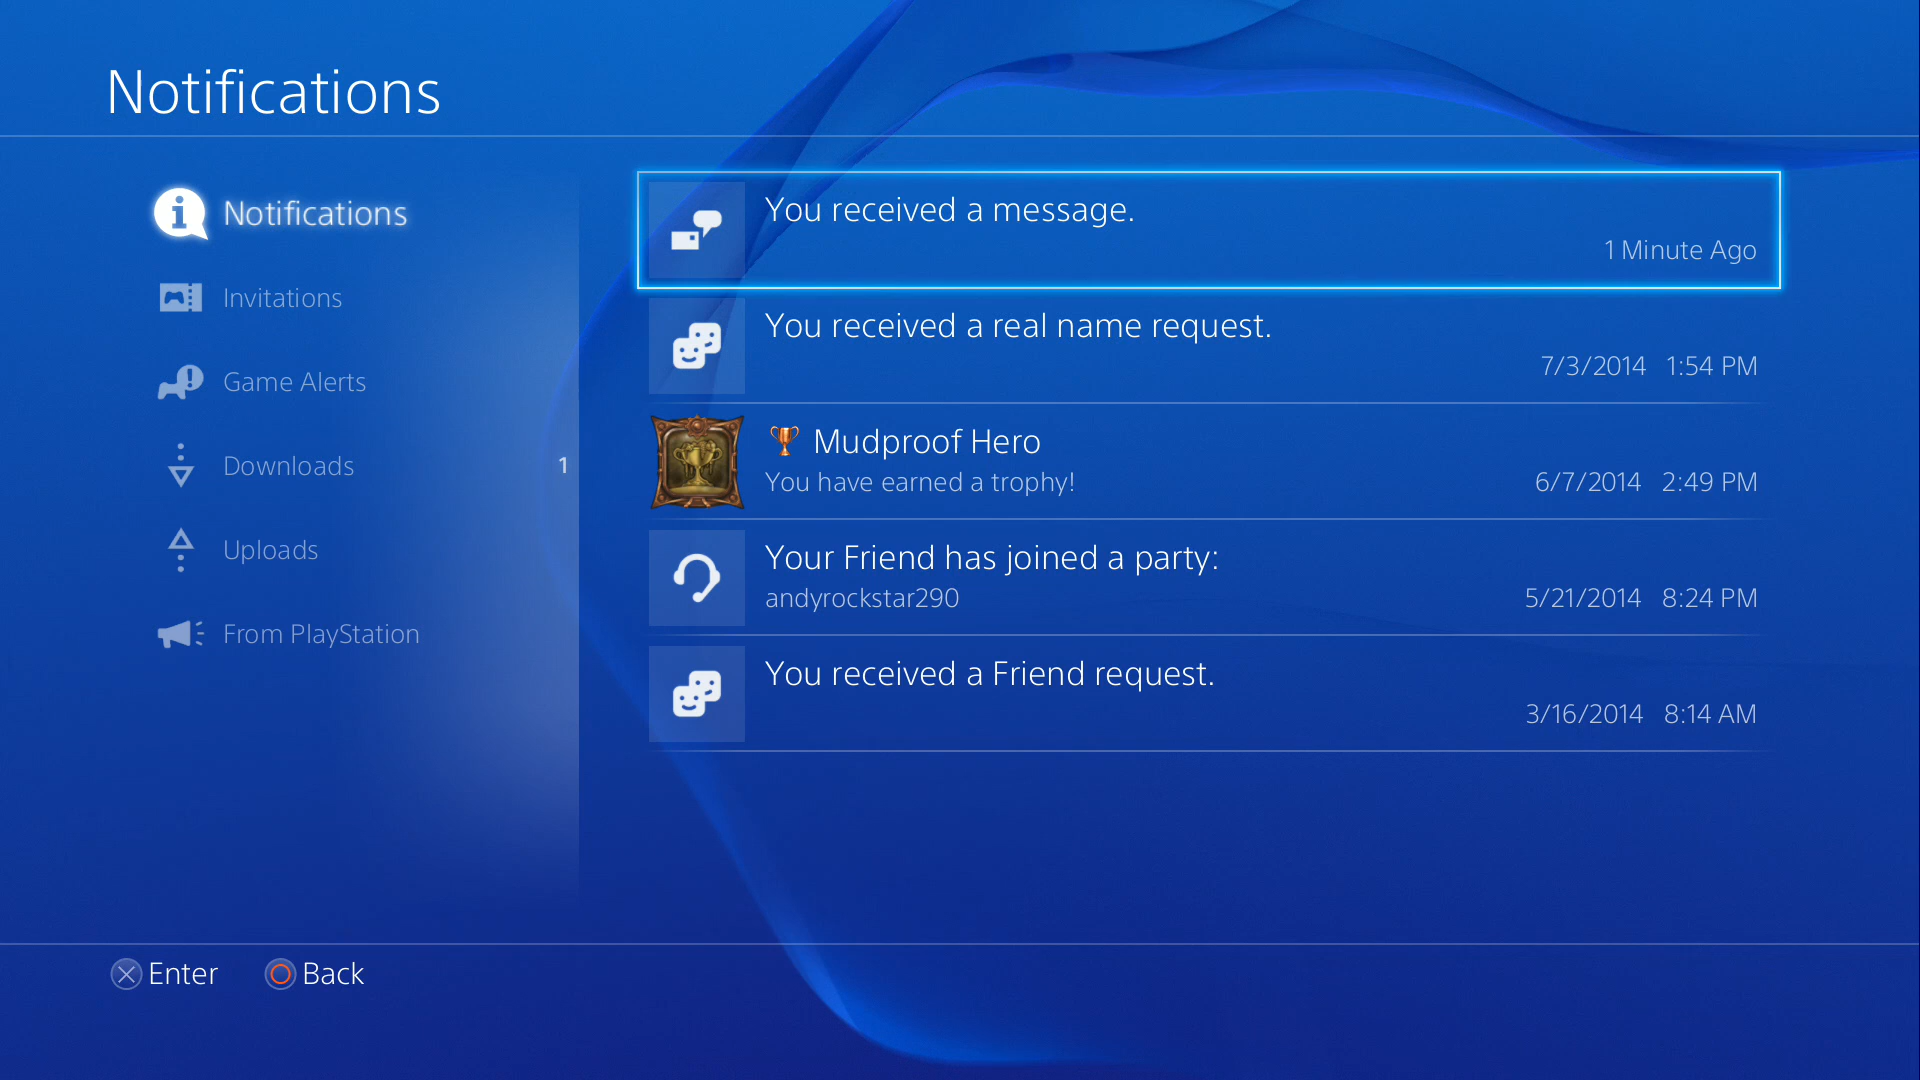 Notifications
Notifications
Invitations
Game Alerts
Downloads 1
Uploads
From PlayStation
You received a message.
1 Minute Ago
You received a real name request.
7/3/2014 1:54 PM
Mudproof Hero
You have earned a trophy!
6/7/2014 2:49 PM
Your Friend has joined a party:
andyrockstar290
5/21/2014 8:24 PM
You received a Friend request.
3/16/2014 8:14 AM
Enter Back